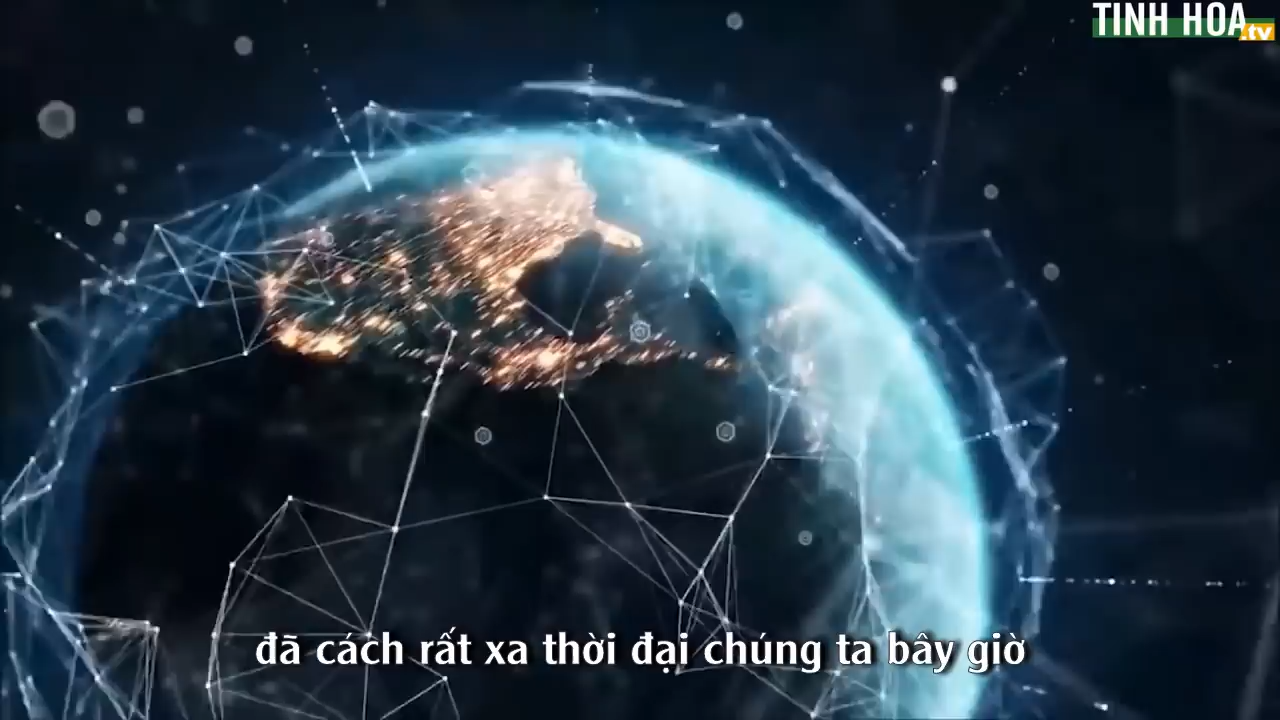 TINH HOA
.tv
đã cách rất xa thời đại chúng ta bây giờ